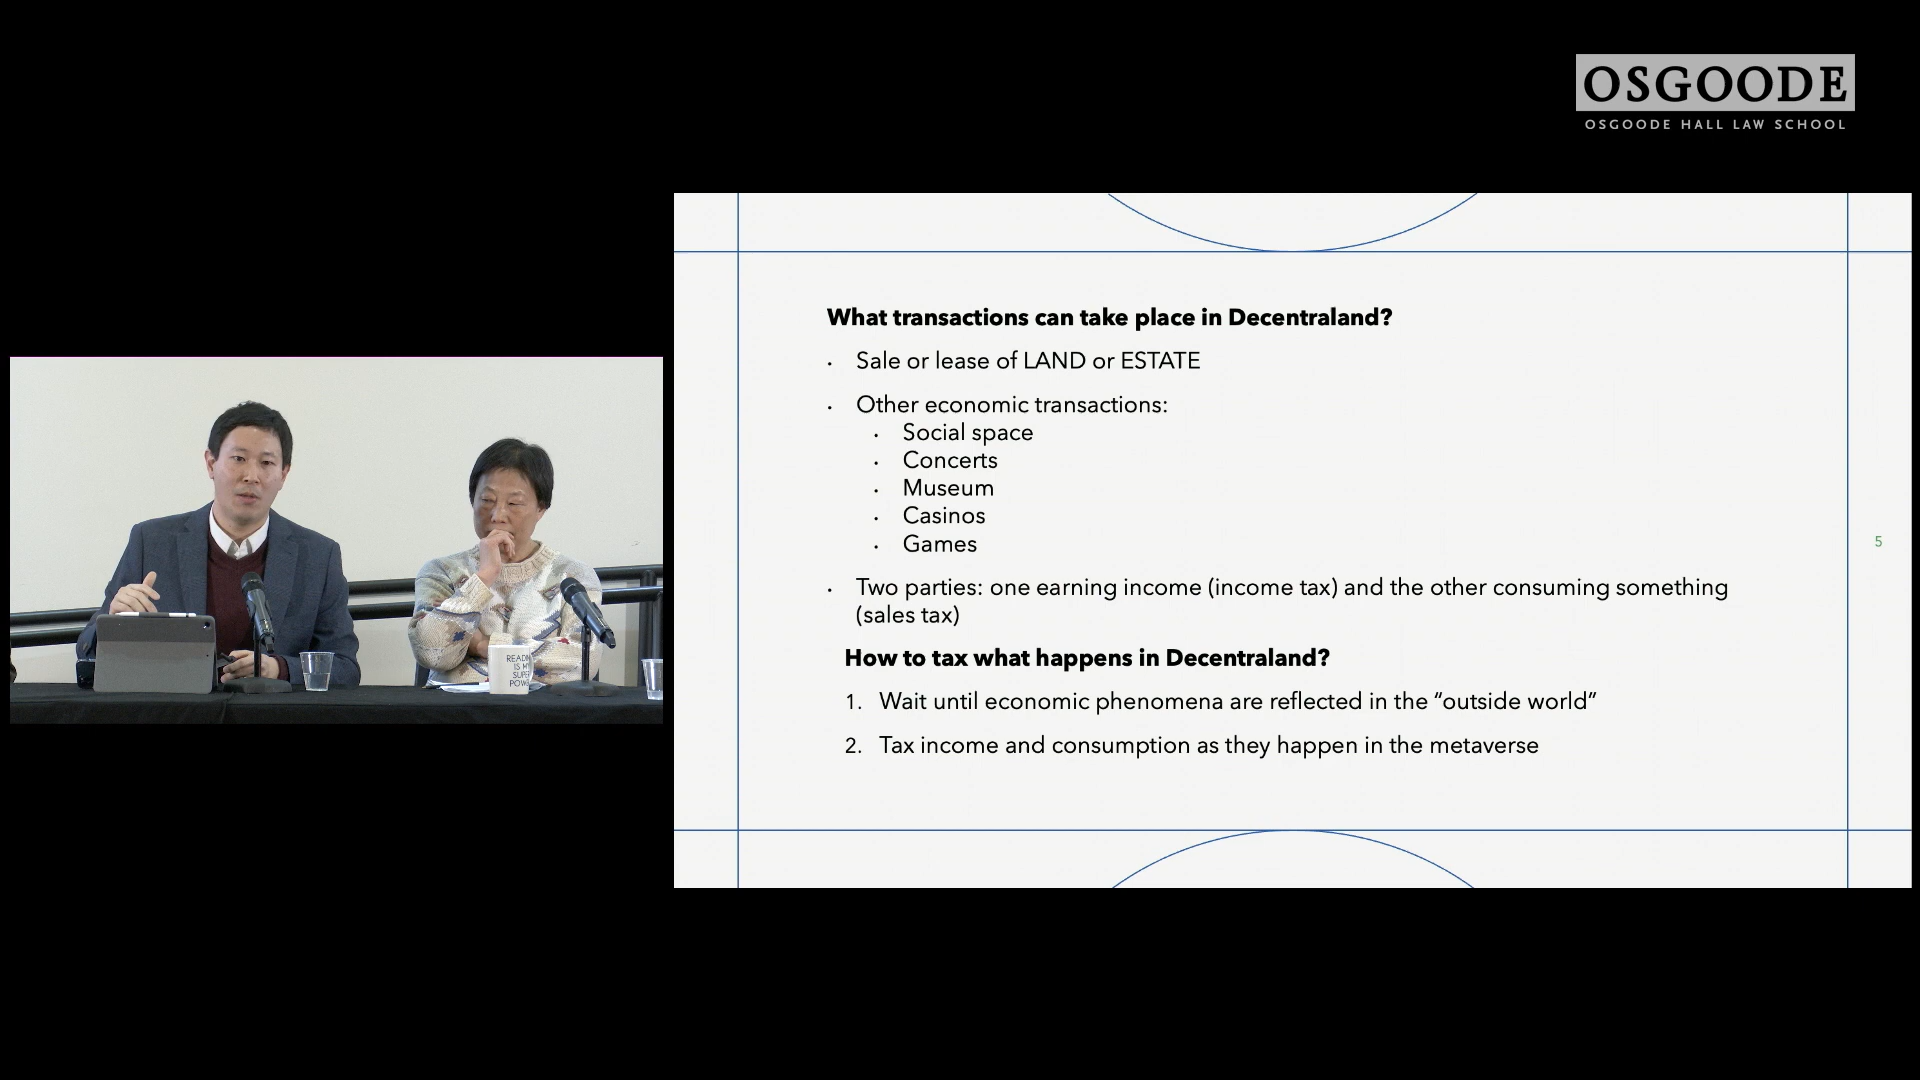 OSGOODE
OSGOODE HALL LAW SCHOOL
What transactions can take place in Decentraland?
· Sale or lease of LAND or ESTATE
· Other economic transactions:
· Social space
· Concerts
· Museum
· Casinos
· Games
· Two parties: one earning income (income tax) and the other consuming something
(sales tax)
How to tax what happens in Decentraland?
1. Wait until economic phenomena are reflected in the “outside world”
2. Tax income and consumption as they happen in the metaverse
5
IS MY
SUPER